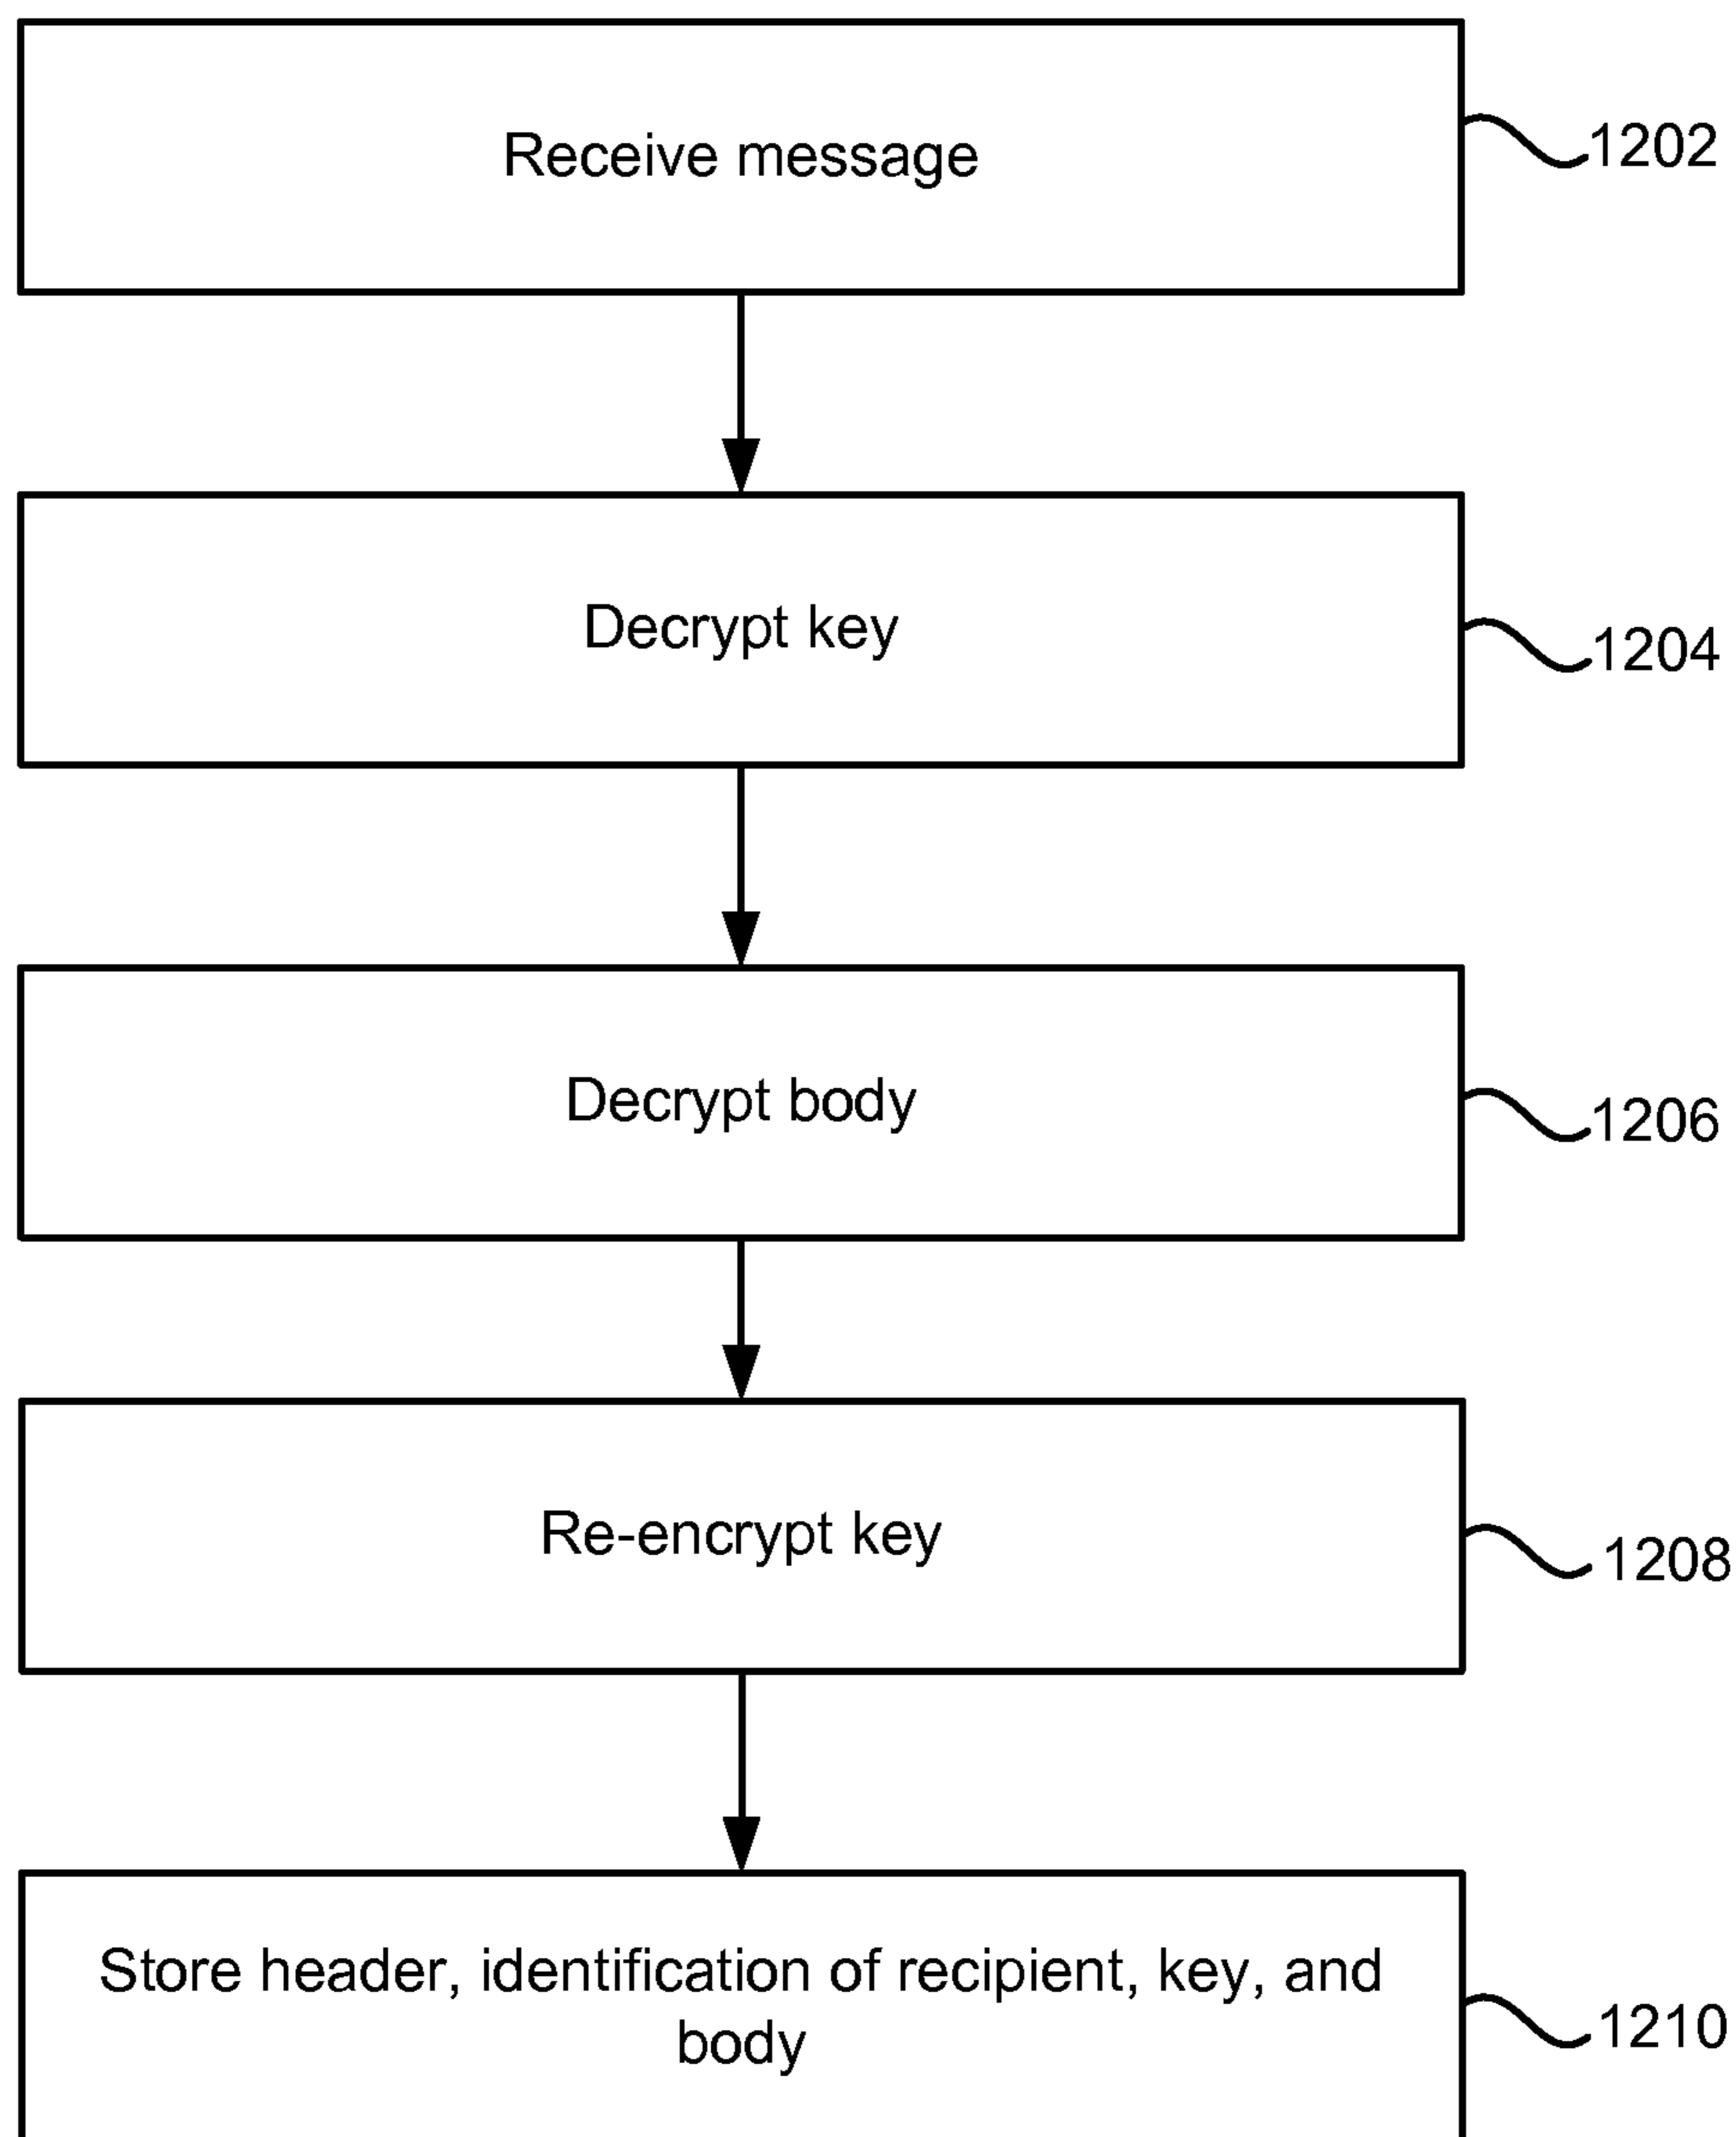 Receive message
1202
Decrypt key
1204
Decrypt body
1206
Re-encrypt key
1208
Store header, identification of recipient, key, and
body
1210